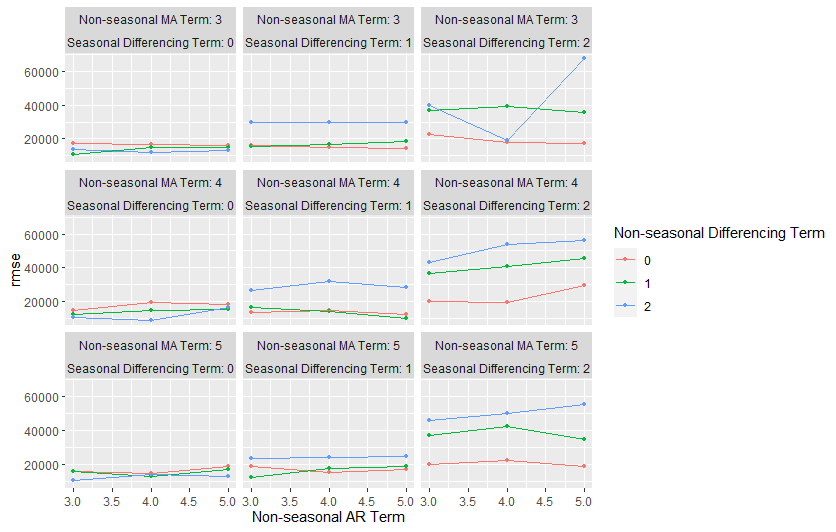 Non-seasonal MA Term: 3 Non-seasonal MA Term: 3 Non-seasonal MA Term: 3
Seasonal Differencing Term: 0 Seasonal Differencing Term: 1 Seasonal Differencing Term: 2
60000
40000
20000
Non-seasonal MA Term: 4 Non-seasonal MA Term: 4 Non-seasonal MA Term: 4
Seasonal Differencing Term: 0 Seasonal Differencing Term: 1 Seasonal Differencing Term: 2
60000
40000
20000
Non-seasonal MA Term: 5 Non-seasonal MA Term: 5 Non-seasonal MA Term: 5
Seasonal Differencing Term: 0 Seasonal Differencing Term: 1 Seasonal Differencing Term: 2
60000
40000
20000
3.0 3.5 4.0 4.5 5.0 3.0 3.5 4.0 4.5 5.0 3.0 3.5 4.0 4.5 5.0
Non-seasonal AR Term
rmse
Non-seasonal Differencing Term
0
1
2